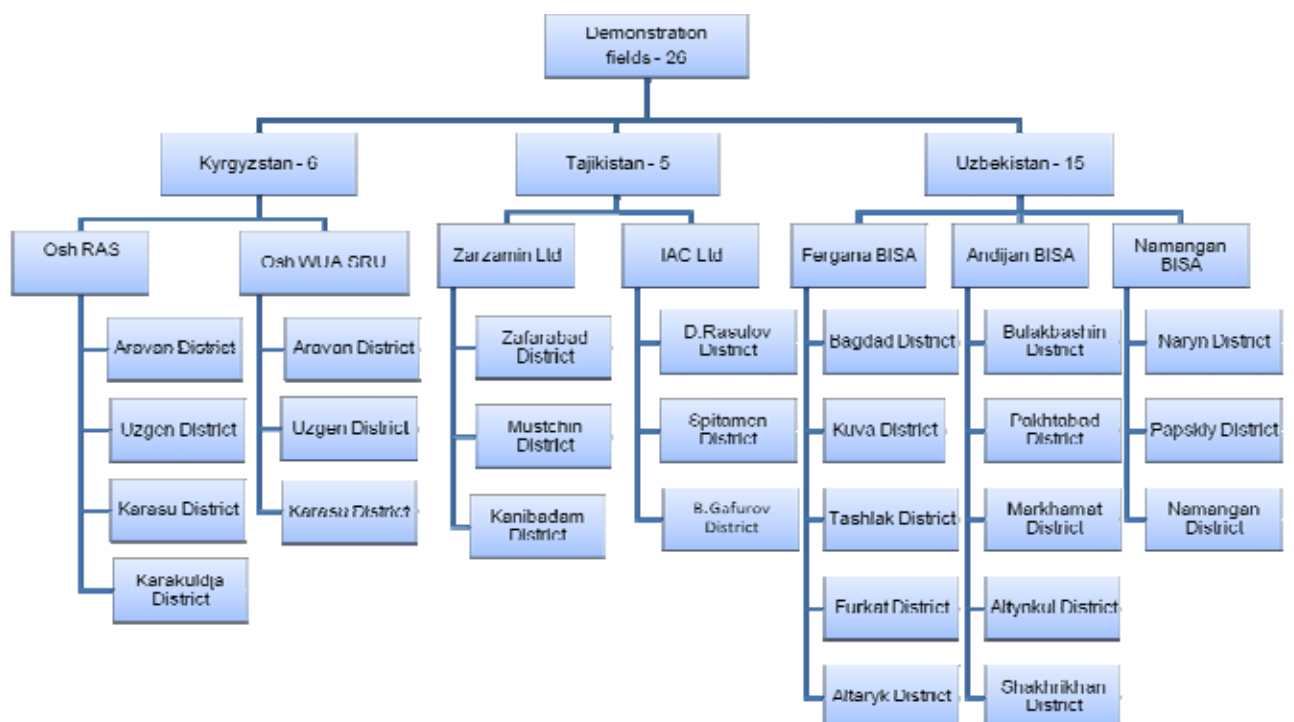 Demonstration
fields - 26
Kyrgyzstan - 6
Tajikistan - 5
Uzbekistan - 15
Osh RAS
Osh WUA SRU
Zarzamin Ltd
IAC Ltd
Fergana BISA
Andijan BISA
Namangan
BISA
Aravan District
Uzgen District
Karasu District
Karakuldja
District
Aravan District
Uzgen District
Karasu District
Zafarabad
District
Mustchin
District
Kanibadam
District
D.Rasulov
District
Spitamen
District
B.Gafurov
District
Bagdad District
Kuva District
Tashlak District
Furkat District
Altaryk District
Bulakbashin
District
Pakhtabad
District
Markhamat
District
Altynkul District
Shakhrikhan
District
Naryn District
Papskiy District
Namangan
District